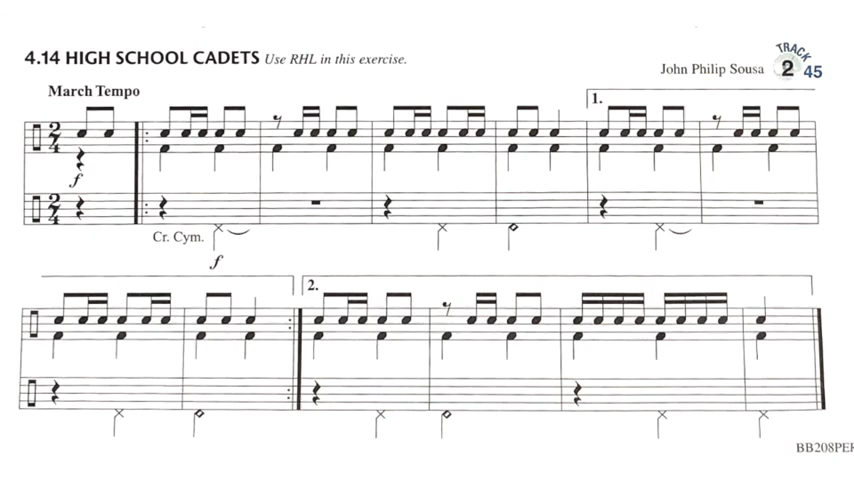 4.14 HIGH SCHOOL CADETS Use RHL in this exercise.
TRACK
John Philip Sousa 2 45
March Tempo
1.
2
4
f
2
4
Cr. Cym.
f
2.
BB208PER